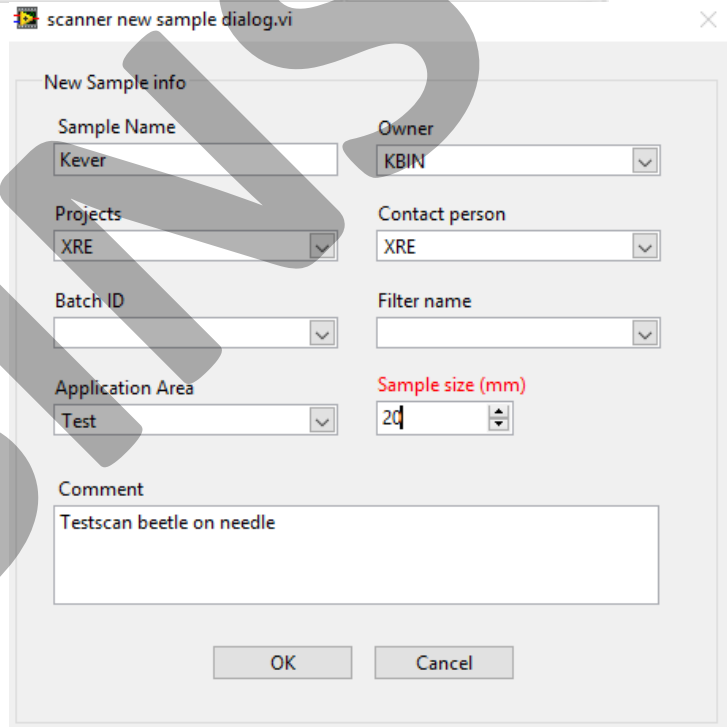 scanner new sample dialog.vi
New Sample info
Sample Name
Owner
Kever
KBIN
Projects
Contact person
XRE
XRE
Batch ID
Filter name
Application Area
Sample size (mm)
Test
20
Comment
Testscan beetle on needle
OK
Cancel